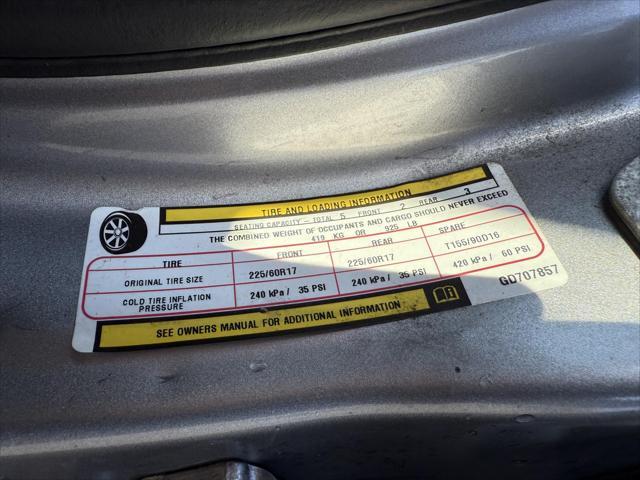 TIRE AND LOADING INFORMATION
SEATING CAPACITY - TOTAL 5 FRONT 2 REAR 3
THE COMBINED WEIGHT OF OCCUPANTS AND CARGO SHOULD NEVER EXCEED
419 KG OR 925 LB
TIRE FRONT REAR SPARE
ORIGINAL TIRE SIZE 225/60R17 225/60R17 T155/90D16
COLD TIRE INFLATION PRESSURE 240 kPa / 35 PSI 240 kPa / 35 PSI 420 kPa / 60 PSI
SEE OWNERS MANUAL FOR ADDITIONAL INFORMATION
GD707857